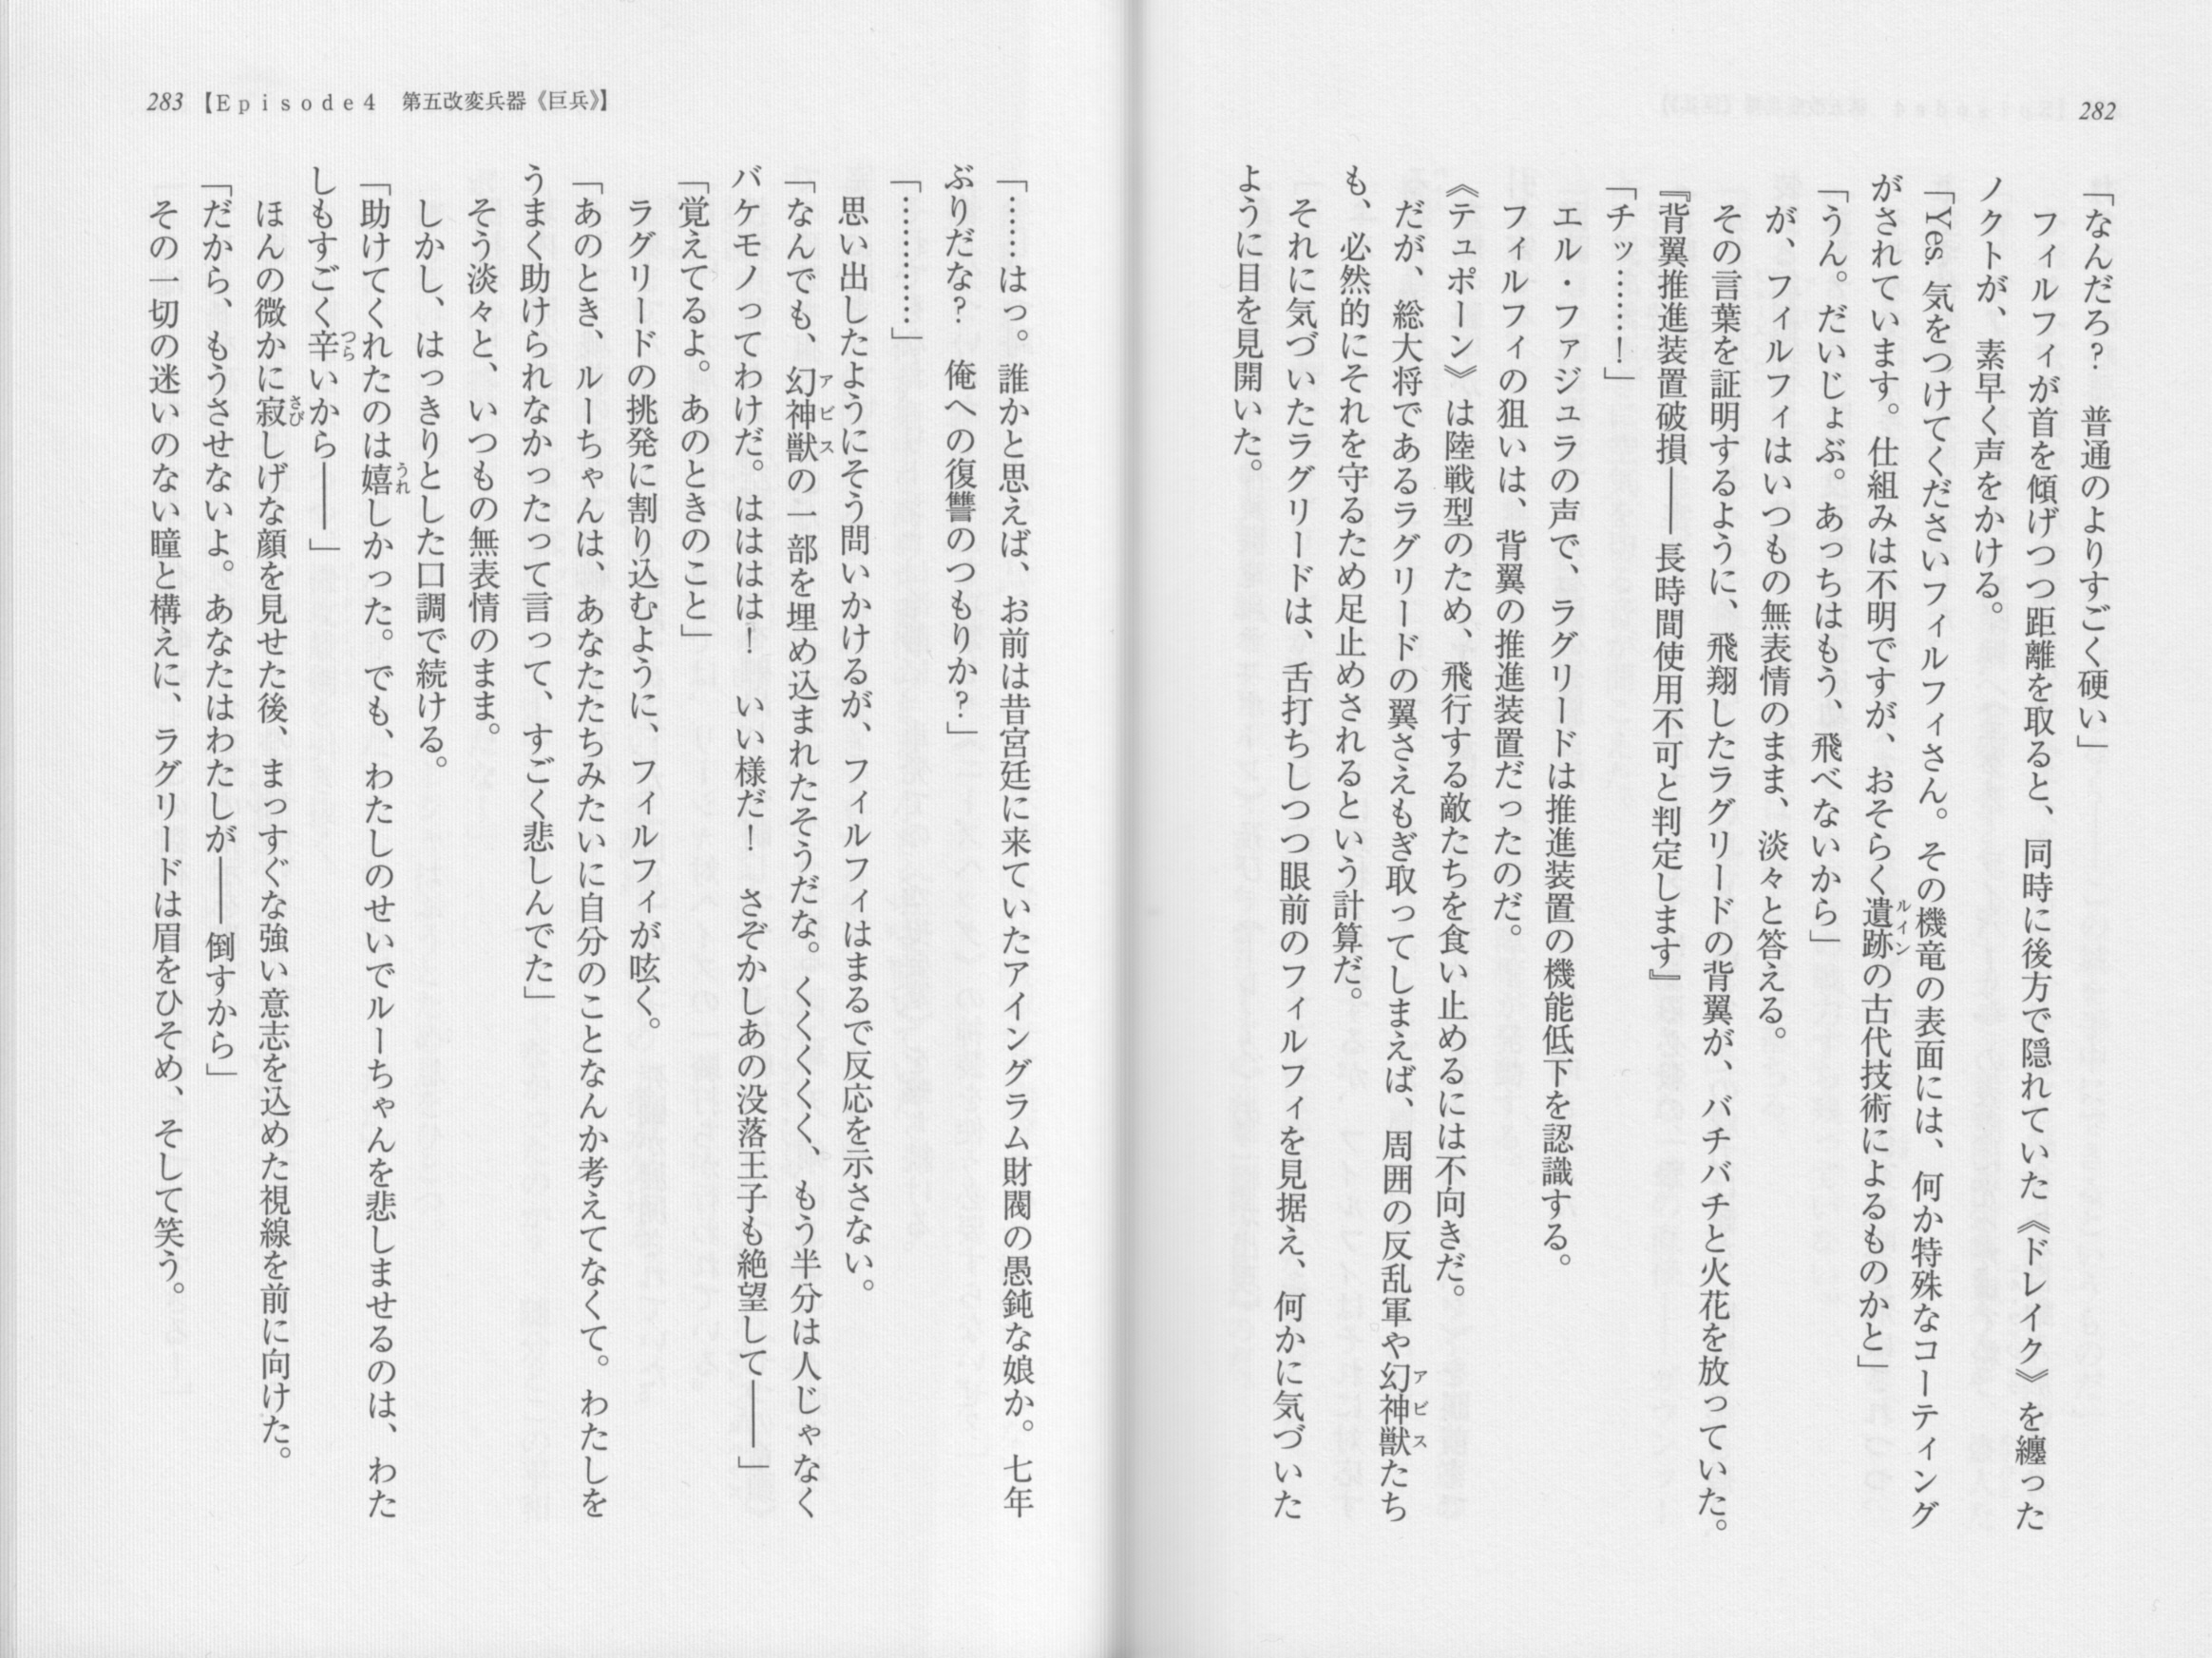 282
「なんだろ？　普通のよりすごく硬い」
　フィルフィが首を傾げつつ距離を取ると、同時に後方で隠れていた《ドレイク》を纏った
ノクトが、素早く声をかける。
「Yes. 気をつけてくださいフィルフィさん。その機竜の表面には、何か特殊なコーティング
がされています。仕組みは不明ですが、おそらく遺跡の古代技術によるものかと」
ルイン
「うん。だいじょぶ。あっちはもう、飛べないから」
　が、フィルフィはいつもの無表情のまま、淡々と答える。
　その言葉を証明するように、飛翔したラグリードの背翼が、バチバチと火花を放っていた。
『背翼推進装置破損――長時間使用不可と判定します』
「チッ……！」
　エル・ファジュラの声で、ラグリードは推進装置の機能低下を認識する。
　フィルフィの狙いは、背翼の推進装置だったのだ。
《テュポーン》は陸戦型のため、飛行する敵たちを食い止めるには不向きだ。
　だが、総大将であるラグリードの翼さえもぎ取ってしまえば、周囲の反乱軍や幻神獣たち
アビス
も、必然的にそれを守るため足止めされるという計算だ。
　それに気づいたラグリードは、舌打ちしつつ眼前のフィルフィを見据え、何かに気づいた
ように目を見開いた。
283【Episode4　第五改変兵器《巨兵》】
「……はっ。誰かと思えば、お前は昔宮廷に来ていたアイングラム財閥の愚鈍な娘か。七年
ぶりだな？　俺への復讐のつもりか？」
「…………」
　思い出したようにそう問いかけるが、フィルフィはまるで反応を示さない。
「なんでも、幻神獣の一部を埋め込まれたそうだな。くくくくく、もう半分は人じゃなく
アビス
バケモノってわけだ。はははは！　いい様だ！　さぞかしあの没落王子も絶望して――」
「覚えてるよ。あのときのこと」
　ラグリードの挑発に割り込むように、フィルフィが呟く。
「あのとき、ルーちゃんは、あなたたちみたいに自分のことなんか考えてなくて。わたしを
うまく助けられなかったって言って、すごく悲しんでた」
　そう淡々と、いつもの無表情のまま。
　しかし、はっきりとした口調で続ける。
「助けてくれたのは嬉しかった。でも、わたしのせいでルーちゃんを悲しませるのは、わた
うれ
しもすごく辛いから――」
つら
　ほんの微かに寂しげな顔を見せた後、まっすぐな強い意志を込めた視線を前に向けた。
さび
「だから、もうさせないよ。あなたはわたしが――倒すから」
　その一切の迷いのない瞳と構えに、ラグリードは眉をひそめ、そして笑う。